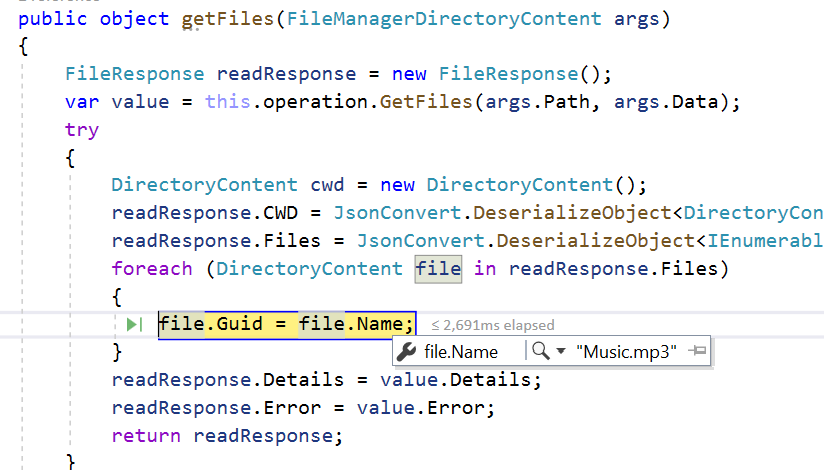 public object getFiles(FileManagerDirectoryContent args)
{
FileResponse readResponse = new FileResponse();
var value = this.operation.GetFiles(args.Path, args.Data);
try
{
DirectoryContent cwd = new DirectoryContent();
readResponse.CWD = JsonConvert.DeserializeObject<DirectoryCon
readResponse.Files = JsonConvert.DeserializeObject<IEnumerabl
foreach (DirectoryContent file in readResponse.Files)
{
file.Guid = file.Name; ≤ 2,691ms elapsed
file.Name "Music.mp3"
}
readResponse.Details = value.Details;
readResponse.Error = value.Error;
return readResponse;
}